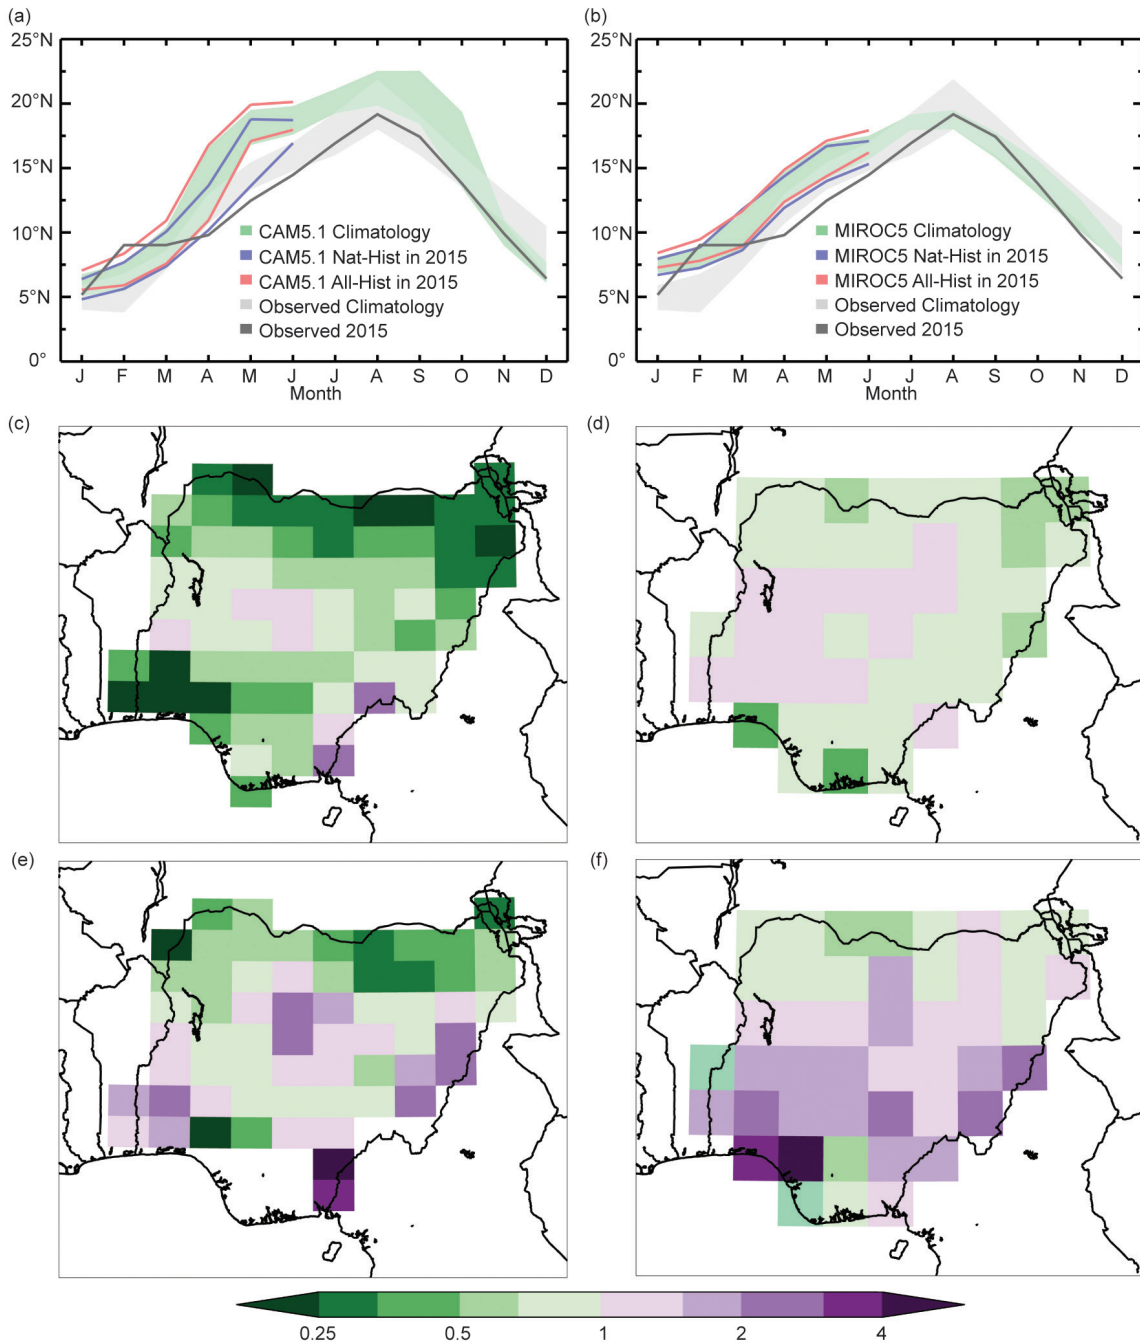 (a)
(b)
25°N
20°N
15°N
10°N
5°N
0°
CAM5.1 Climatology
CAM5.1 Nat-Hist in 2015
CAM5.1 All-Hist in 2015
Observed Climatology
Observed 2015
J F M A M J J A S O N D
Month
25°N
20°N
15°N
10°N
5°N
0°
MIROC5 Climatology
MIROC5 Nat-Hist in 2015
MIROC5 All-Hist in 2015
Observed Climatology
Observed 2015
J F M A M J J A S O N D
Month
(c)
(d)
(e)
(f)
0.25 0.5 1 2 4